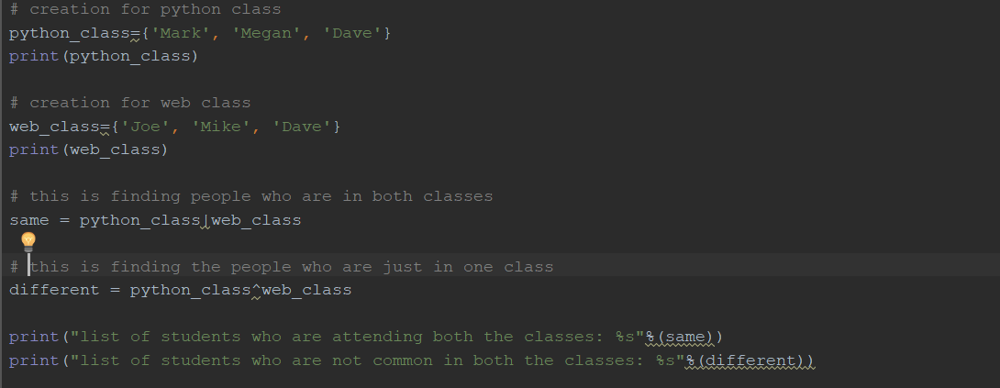 # creation for python class
python_class={'Mark', 'Megan', 'Dave'}
print(python_class)
# creation for web class
web_class={'Joe', 'Mike', 'Dave'}
print(web_class)
# this is finding people who are in both classes
same = python_class|web_class
# this is finding the people who are just in one class
different = python_class^web_class
print("list of students who are attending both the classes: %s"%(same))
print("list of students who are not common in both the classes: %s"%(different))